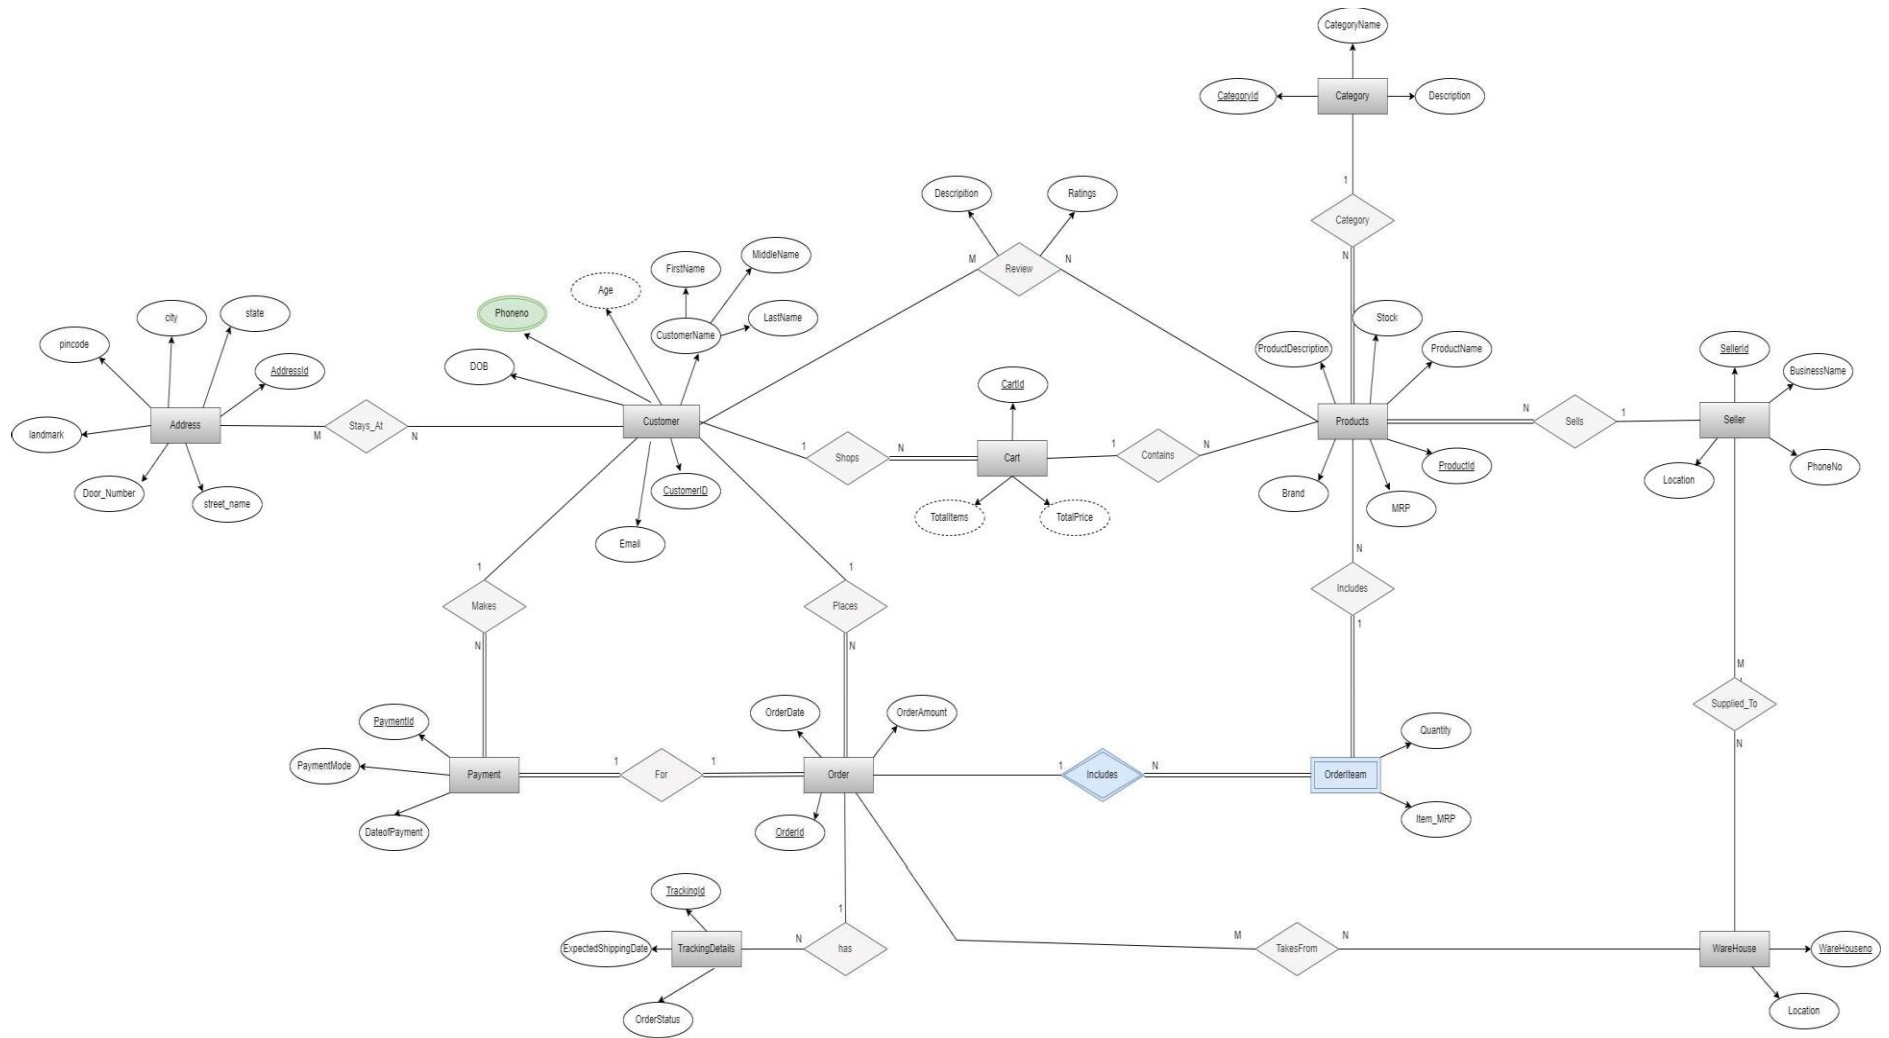 CategoryName
CategoryId
Category
Description
1
Category
N
Descripition
Ratings
M
Review
N
FirstName
MiddleName
Age
Phoneno
CustomerName
LastName
DOB
city
state
pincode
AddressId
landmark
Address
Door_Number
street_name
M
Stays_At
N
Customer
CustomerID
Email
1
Shops
N
CartId
Cart
TotalItems
TotalPrice
1
Contains
N
ProductDescription
Stock
ProductName
Products
ProductId
Brand
MRP
N
Sells
1
SellerId
BusinessName
Seller
Location
PhoneNo
1
Makes
N
1
Places
N
N
Includes
1
M
Supplied_To
N
PaymentId
PaymentMode
Payment
DateofPayment
1
For
1
OrderDate
OrderAmount
Order
OrderId
1
Includes
N
Quantity
OrderIteam
Item_MRP
TrackingId
ExpectedShippingDate
TrackingDetails
OrderStatus
N
has
1
M
TakesFrom
N
WareHouse
WareHouseno
Location